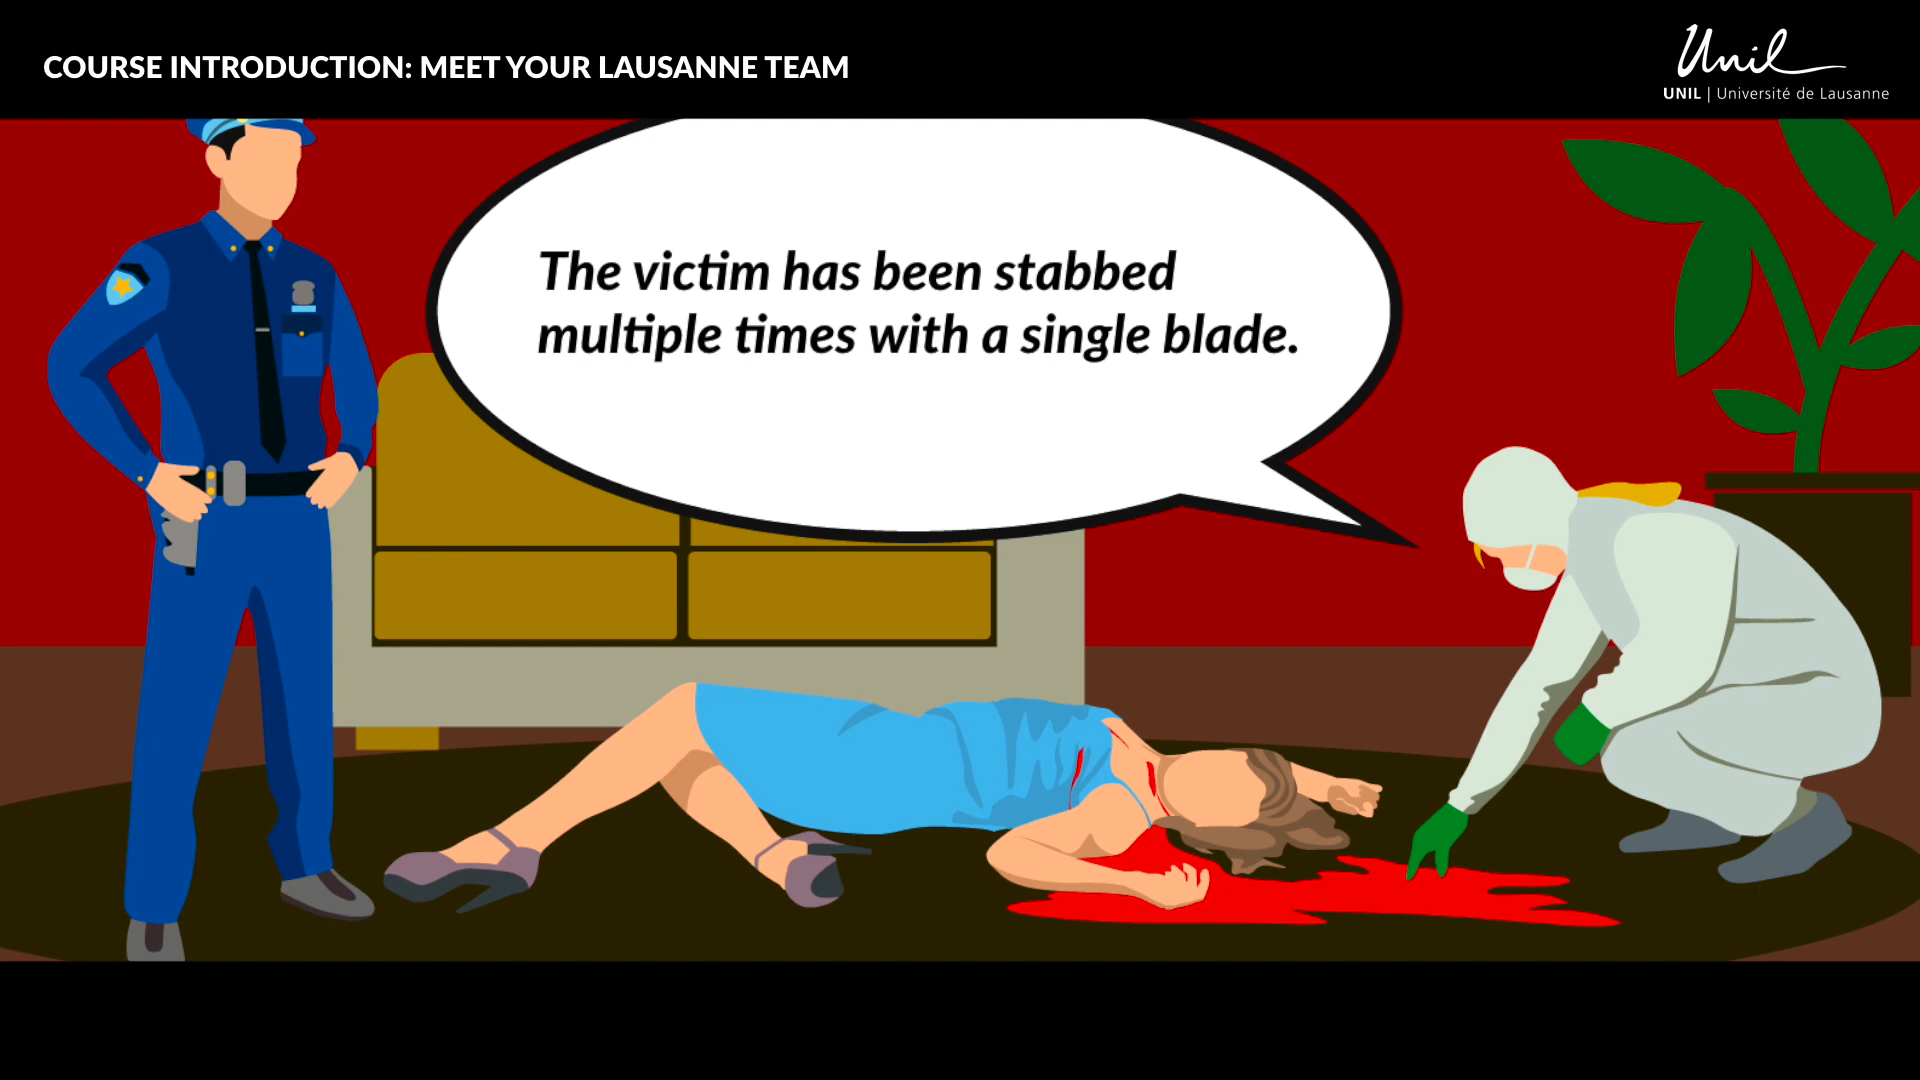 COURSE INTRODUCTION: MEET YOUR LAUSANNE TEAM
Unil
UNIL | Université de Lausanne
The victim has been stabbed
multiple times with a single blade.